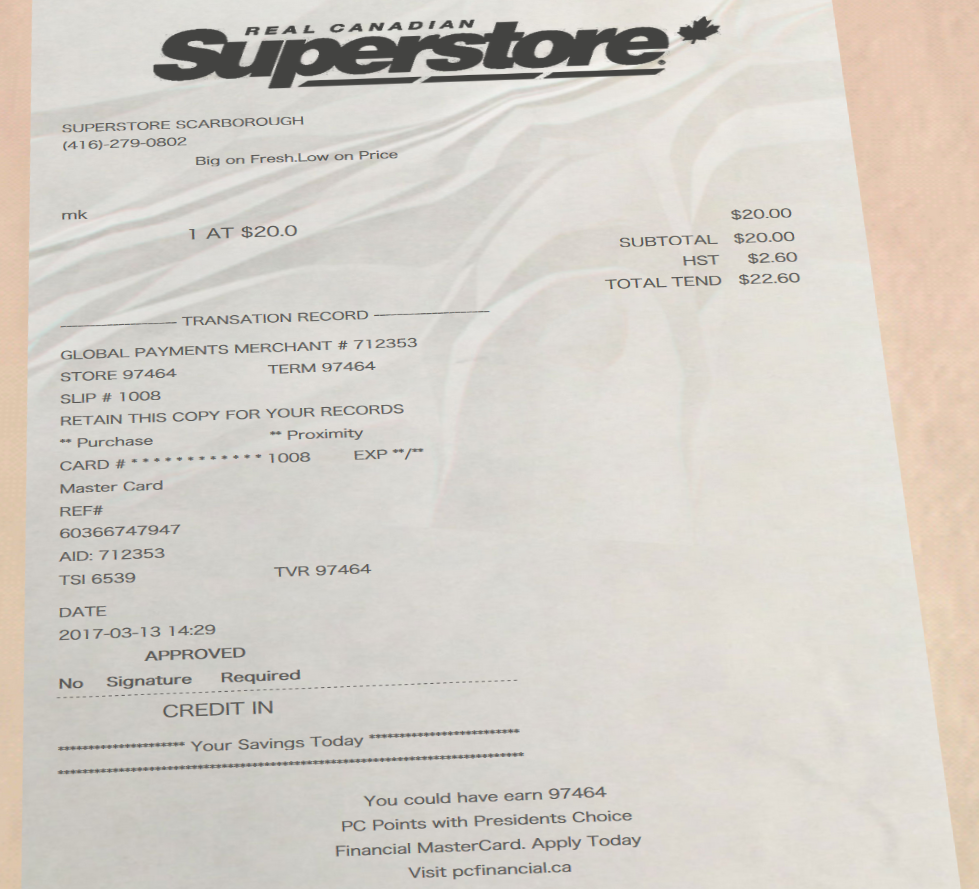 REAL CANADIAN
Superstore
SUPERSTORE SCARBOROUGH
(416)-279-0802
Big on Fresh.Low on Price
mk $20.00
1 AT $20.0
SUBTOTAL $20.00
HST $2.60
TOTAL TEND $22.60
---------------------- TRANSATION RECORD ----------------------
GLOBAL PAYMENTS MERCHANT # 712353
STORE 97464 TERM 97464
SLIP # 1008
RETAIN THIS COPY FOR YOUR RECORDS
** Purchase ** Proximity
CARD # * * * * * * * * * * * * 1008 EXP **/**
Master Card
REF#
60366747947
AID: 712353
TSI 6539 TVR 97464
DATE
2017-03-13 14:29
APPROVED
No Signature Required
CREDIT IN
********************* Your Savings Today *************************
*****************************************************************************
You could have earn 97464
PC Points with Presidents Choice
Financial MasterCard. Apply Today
Visit pcfinancial.ca